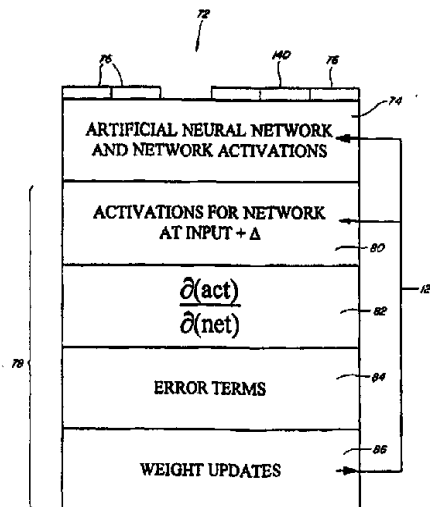 72
76 140 76
74
ARTIFICIAL NEURAL NETWORK
AND NETWORK ACTIVATIONS
ACTIVATIONS FOR NETWORK
AT INPUT + Δ
80
∂(act)
∂(net)
82
12
78
ERROR TERMS
84
WEIGHT UPDATES
86